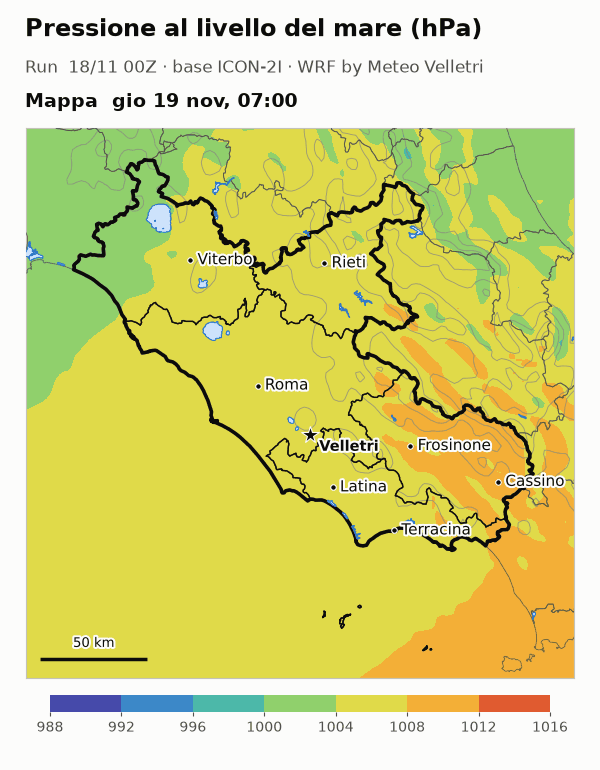 Pressione al livello del mare (hPa)
Run  18/11 00Z · base ICON-2I · WRF by Meteo Velletri
Mappa  gio 19 nov, 07:00
Viterbo
Rieti
Roma
Velletri
Frosinone
Cassino
Latina
Terracina
50 km
988 992 996 1000 1004 1008 1012 1016